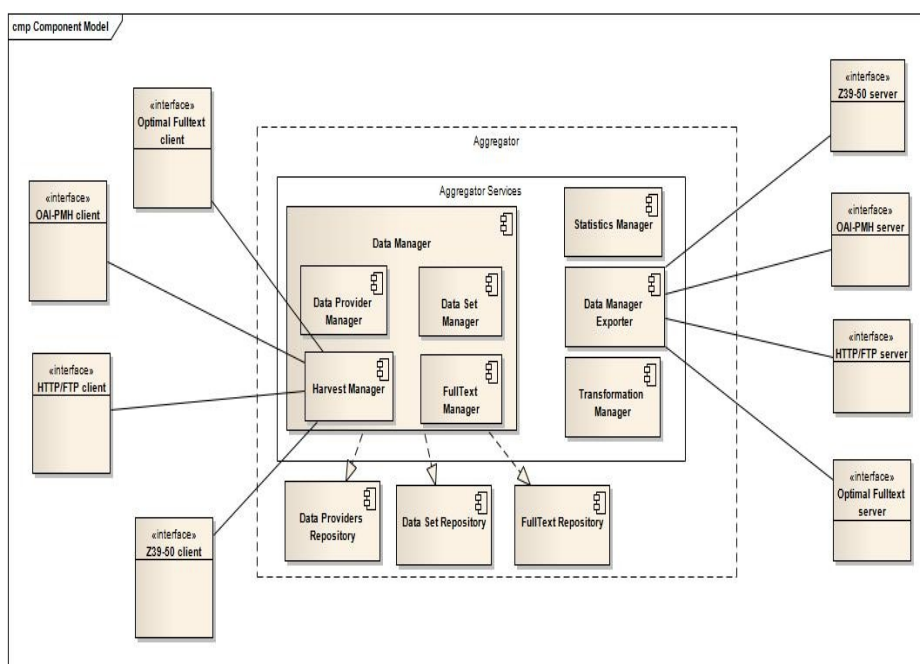 cmp Component Model
«interface»
Optimal Fulltext
client
«interface»
OAI-PMH client
«interface»
HTTP/FTP client
«interface»
Z39-50 client
Aggregator
Aggregator Services
Data Manager
Data Provider
Manager
Data Set
Manager
Harvest Manager
FullText
Manager
Statistics Manager
Data Manager
Exporter
Transformation
Manager
Data Providers
Repository
Data Set Repository
FullText Repository
«interface»
Z39-50 server
«interface»
OAI-PMH server
«interface»
HTTP/FTP server
«interface»
Optimal Fulltext
server